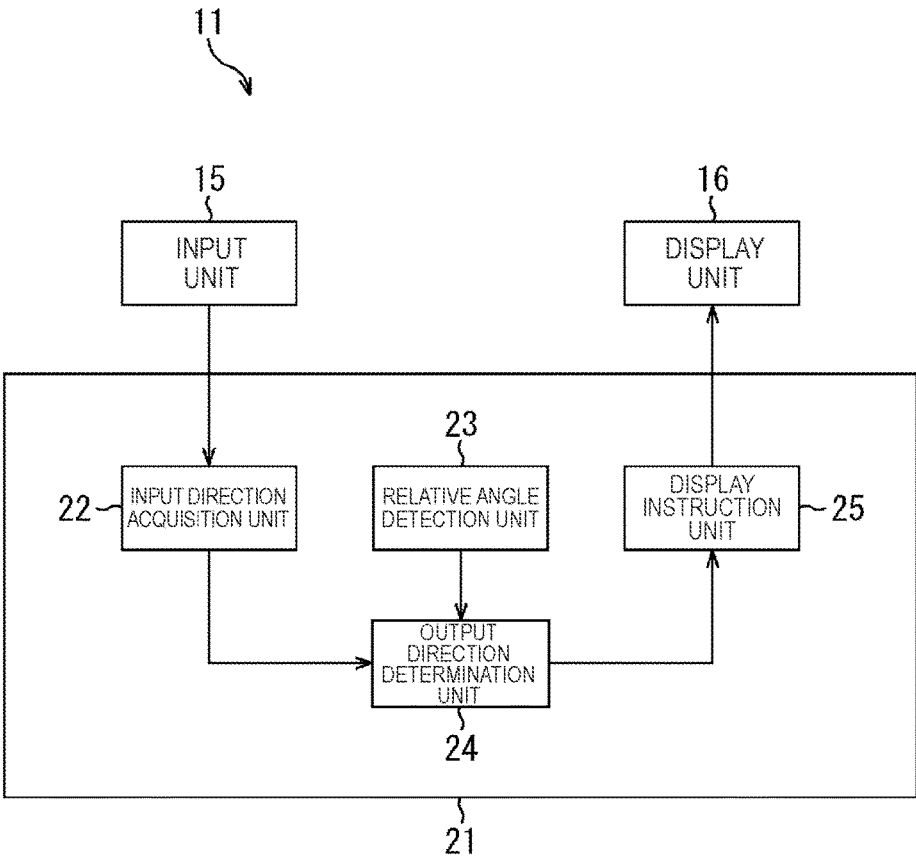 11
15
16
INPUT
UNIT
DISPLAY
UNIT
23
22
INPUT DIRECTION
ACQUISITION UNIT
RELATIVE ANGLE
DETECTION UNIT
DISPLAY
INSTRUCTION
UNIT
25
OUTPUT
DIRECTION
DETERMINATION
UNIT
24
21